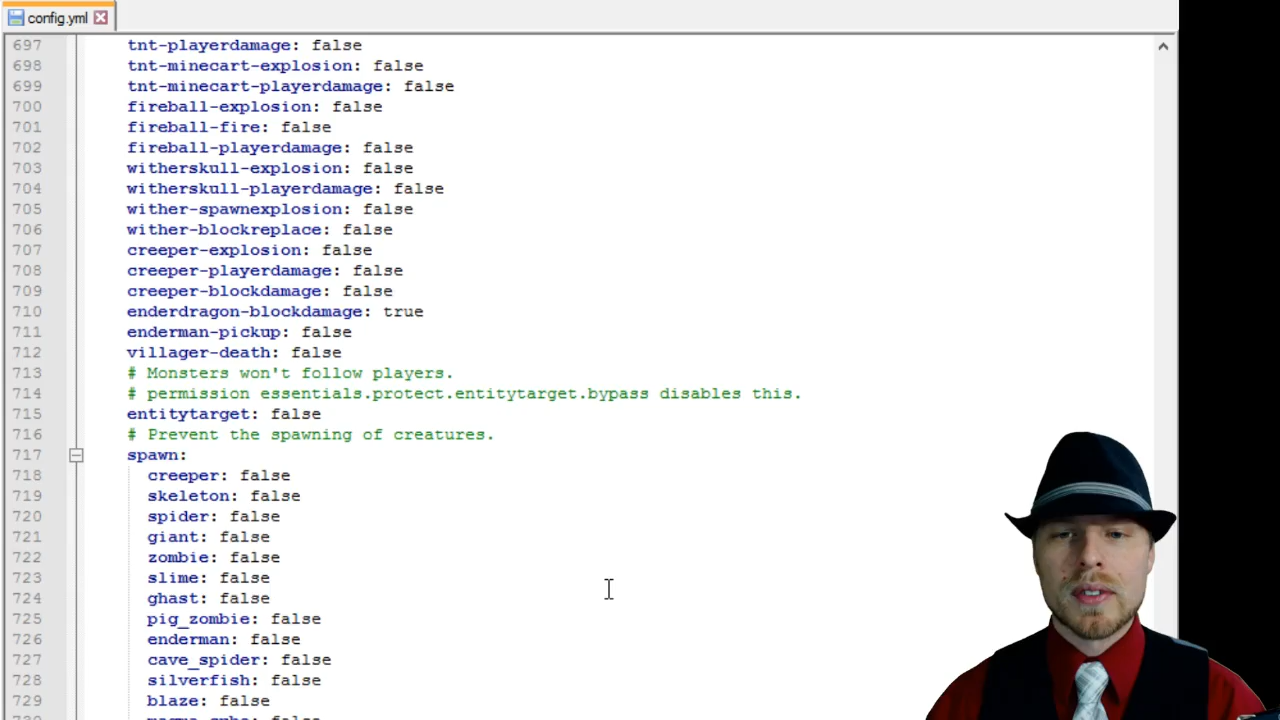 config.yml
697 tnt-playerdamage: false
698 tnt-minecart-explosion: false
699 tnt-minecart-playerdamage: false
700 fireball-explosion: false
701 fireball-fire: false
702 fireball-playerdamage: false
703 witherskull-explosion: false
704 witherskull-playerdamage: false
705 wither-spawnexplosion: false
706 wither-blockreplace: false
707 creeper-explosion: false
708 creeper-playerdamage: false
709 creeper-blockdamage: false
710 enderdragon-blockdamage: true
711 enderman-pickup: false
712 villager-death: false
713 # Monsters won't follow players.
714 # permission essentials.protect.entitytarget.bypass disables this.
715 entitytarget: false
716 # Prevent the spawning of creatures.
717 spawn:
718 creeper: false
719 skeleton: false
720 spider: false
721 giant: false
722 zombie: false
723 slime: false
724 ghast: false
725 pig_zombie: false
726 enderman: false
727 cave_spider: false
728 silverfish: false
729 blaze: false